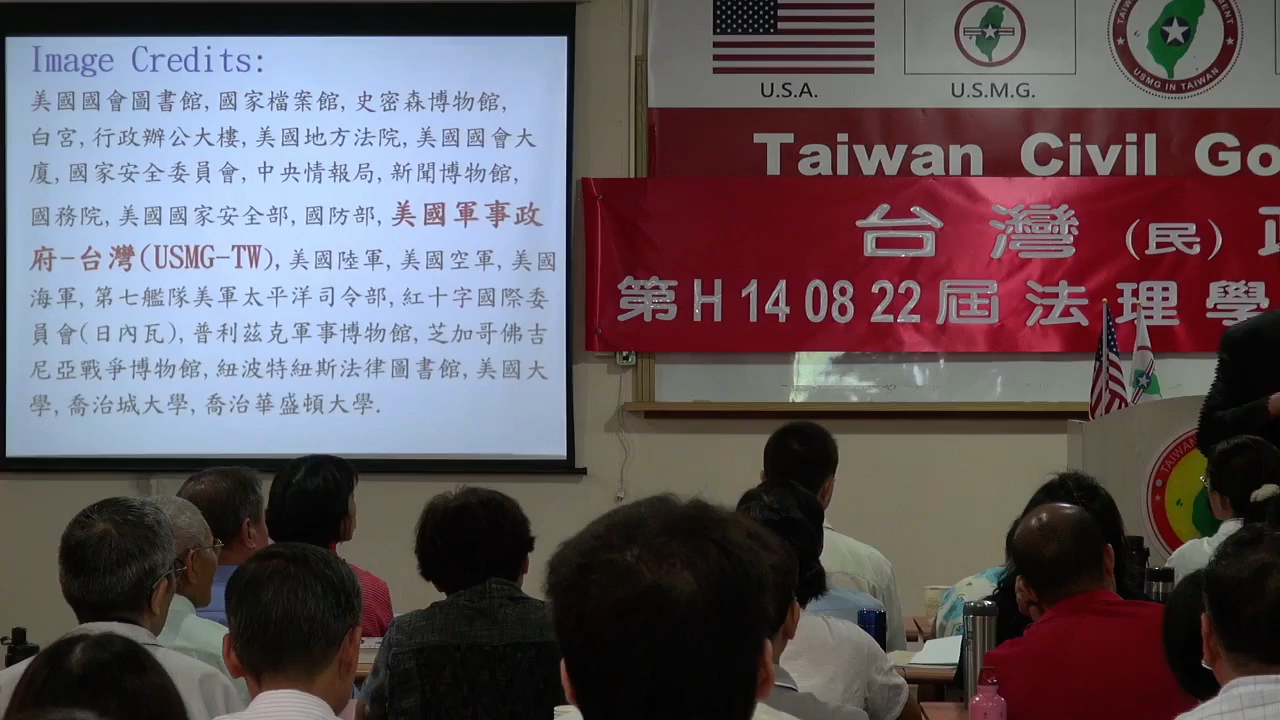 Image Credits:
美國國會圖書館, 國家檔案館, 史密森博物館,
白宮, 行政辦公大樓, 美國地方法院, 美國國會大
廈, 國家安全委員會, 中央情報局, 新聞博物館,
國務院, 美國國家安全部, 國防部, 美國軍事政
府-台灣(USMG-TW), 美國陸軍, 美國空軍, 美國
海軍, 第七艦隊美軍太平洋司令部, 紅十字國際委
員會(日內瓦), 普利茲克軍事博物館, 芝加哥佛吉
尼亞戰爭博物館, 紐波特紐斯法律圖書館, 美國大
學, 喬治城大學, 喬治華盛頓大學.
U.S.A.
U.S.M.G.
USMG IN TAIWAN
Taiwan Civil Go
台灣(民)
第H 14 08 22屆法理學
TAIWAN